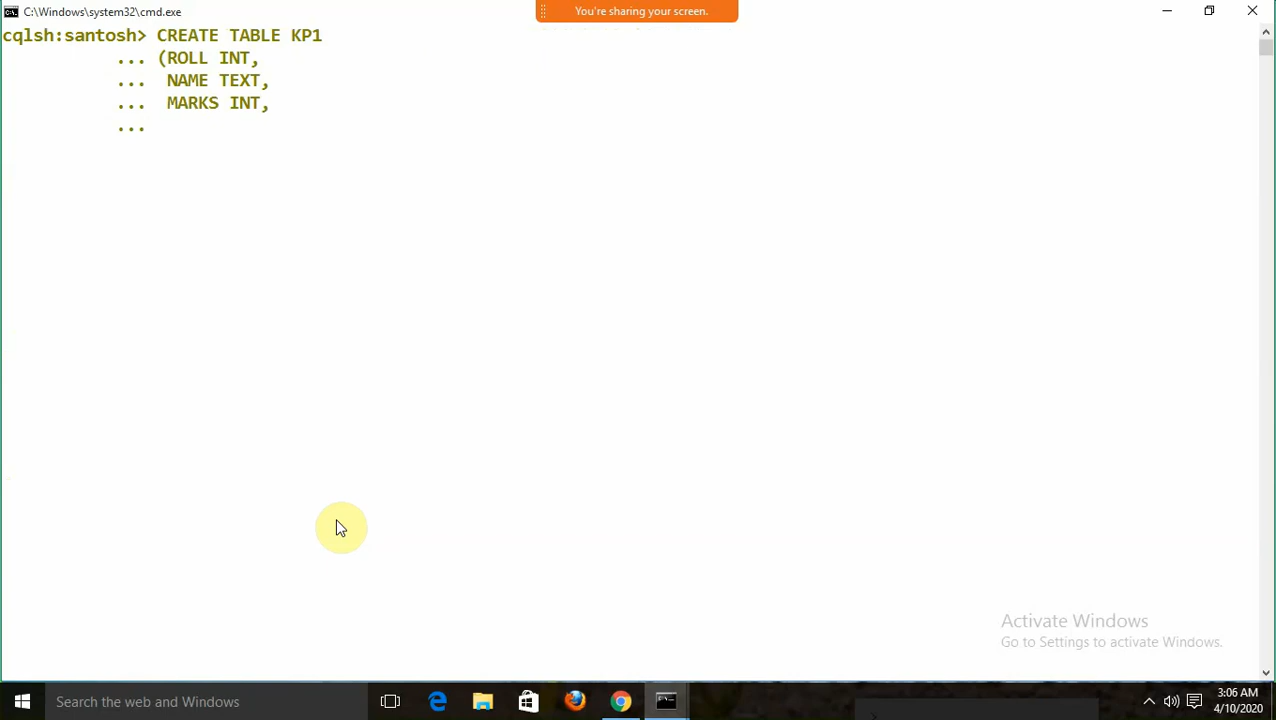 C:\Windows\system32\cmd.exe
You're sharing your screen.
cqlsh:santosh> CREATE TABLE KP1
... (ROLL INT,
... NAME TEXT,
... MARKS INT,
...
Activate Windows
Go to Settings to activate Windows.
Search the web and Windows
3:06 AM
4/10/2020